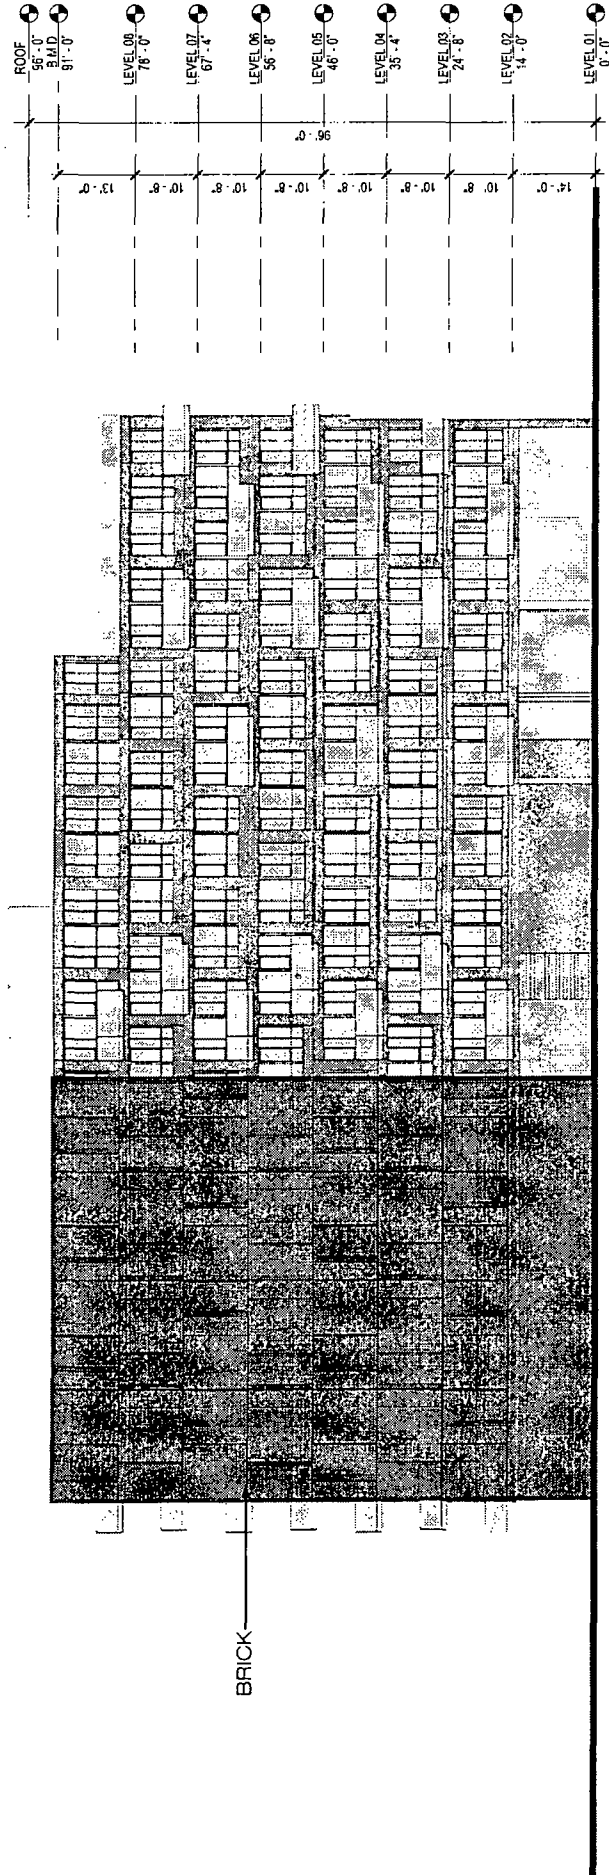 ROOF
96' - 0"
B M D
91' - 0"
LEVEL 08
78' - 0"
LEVEL 07
67' - 4"
LEVEL 06
56' - 8"
LEVEL 05
46' - 0"
LEVEL 04
35' - 4"
LEVEL 03
24' - 8"
LEVEL 02
14' - 0"
LEVEL 01
0' - 0"
96' - 0"
13' - 0"
10' - 8"
10' - 8"
10' - 8"
10' - 8"
10' - 8"
10' - 8"
14' - 0"
BRICK